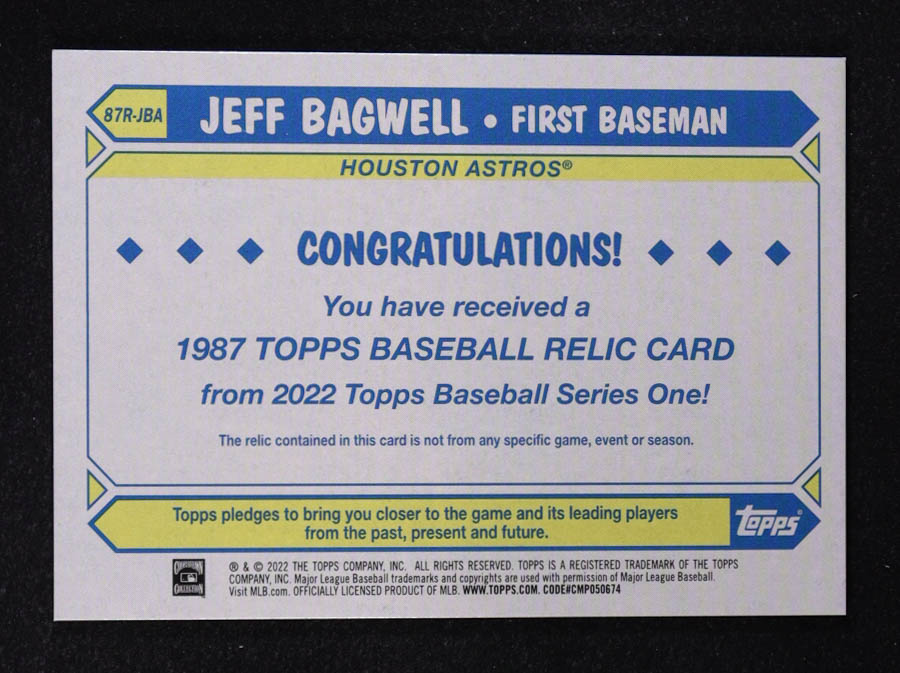 87R-JBA JEFF BAGWELL • FIRST BASEMAN
HOUSTON ASTROS®
CONGRATULATIONS!
You have received a
1987 TOPPS BASEBALL RELIC CARD
from 2022 Topps Baseball Series One!
The relic contained in this card is not from any specific game, event or season.
Topps pledges to bring you closer to the game and its leading players
from the past, present and future.
topps®
COOPERSTOWN
COLLECTION
® & © 2022 THE TOPPS COMPANY, INC. ALL RIGHTS RESERVED. TOPPS IS A REGISTERED TRADEMARK OF THE TOPPS
COMPANY, INC. Major League Baseball trademarks and copyrights are used with permission of Major League Baseball.
Visit MLB.com. OFFICIALLY LICENSED PRODUCT OF MLB. WWW.TOPPS.COM. CODE#CMP050674